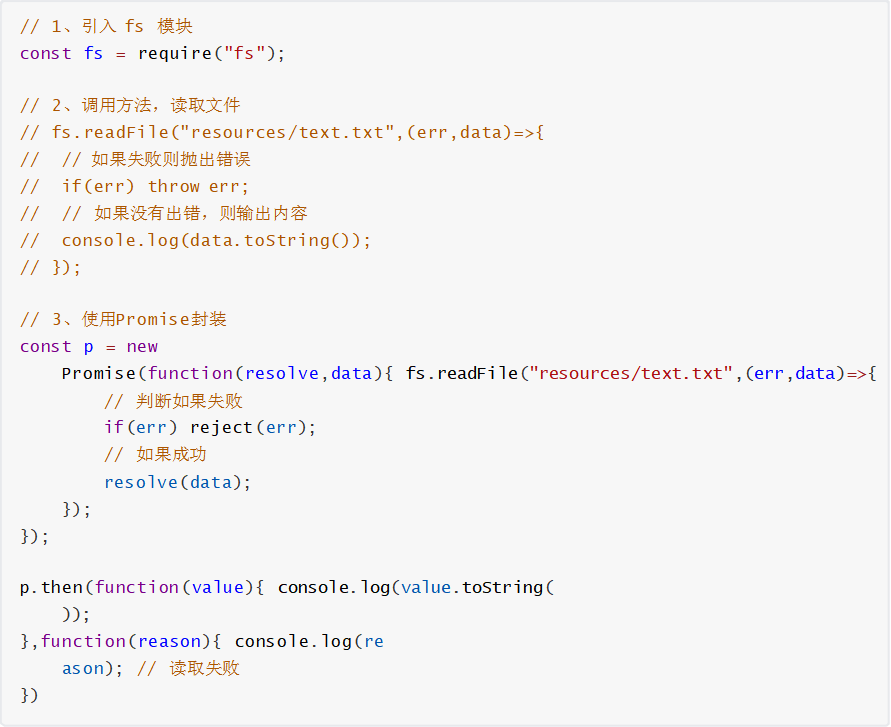 // 1、引入 fs 模块
const fs = require("fs");
// 2、调用方法，读取文件
// fs.readFile("resources/text.txt",(err,data)=>{
//  // 如果失败则抛出错误
//  if(err) throw err;
//  // 如果没有出错，则输出内容
//  console.log(data.toString());
// });
// 3、使用Promise封装
const p = new
    Promise(function(resolve,data){ fs.readFile("resources/text.txt",(err,data)=>{
        // 判断如果失败
        if(err) reject(err);
        // 如果成功
        resolve(data);
    });
});
p.then(function(value){ console.log(value.toString(
    ));
},function(reason){ console.log(re
    ason); // 读取失败
})